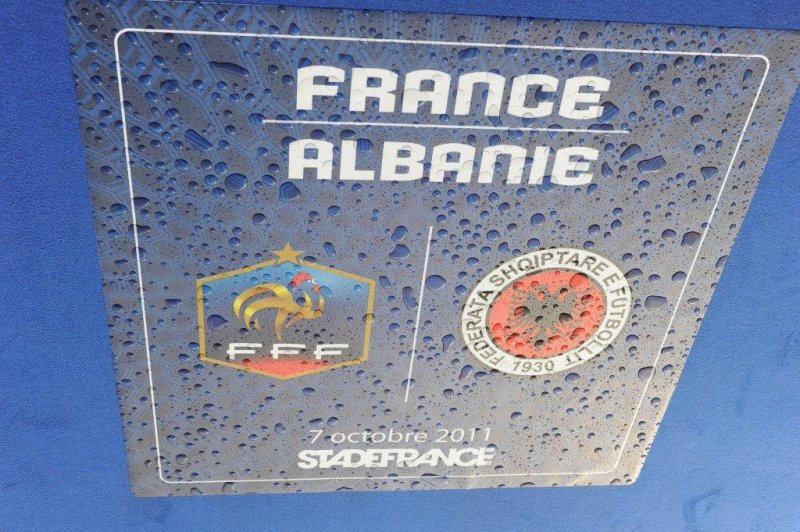 FRANCE
ALBANIE
FFF
FEDERATA SHQIPTARE E FUTBOLLIT
1930
7 octobre 2011
STADEFRANCE